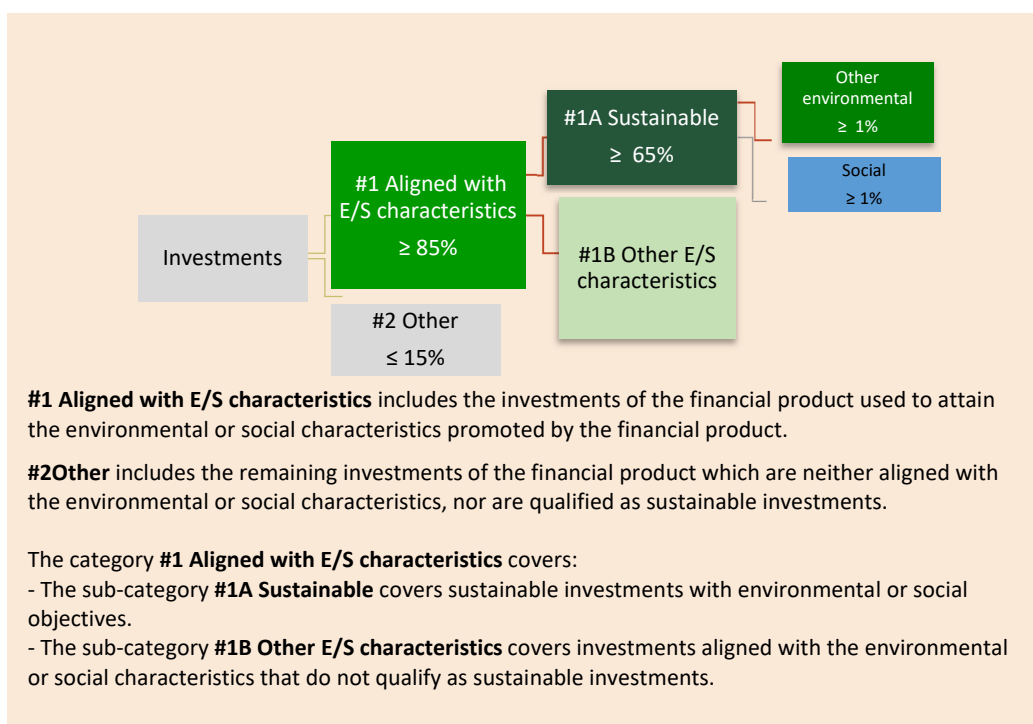 Other
environmental
≥ 1%
#1A Sustainable
≥ 65%
Social
≥ 1%
#1 Aligned with
E/S characteristics
≥ 85%
#1B Other E/S
characteristics
Investments
#2 Other
≤ 15%
#1 Aligned with E/S characteristics includes the investments of the financial product used to attain
the environmental or social characteristics promoted by the financial product.
#2Other includes the remaining investments of the financial product which are neither aligned with
the environmental or social characteristics, nor are qualified as sustainable investments.
The category #1 Aligned with E/S characteristics covers:
- The sub-category #1A Sustainable covers sustainable investments with environmental or social
objectives.
- The sub-category #1B Other E/S characteristics covers investments aligned with the environmental
or social characteristics that do not qualify as sustainable investments.